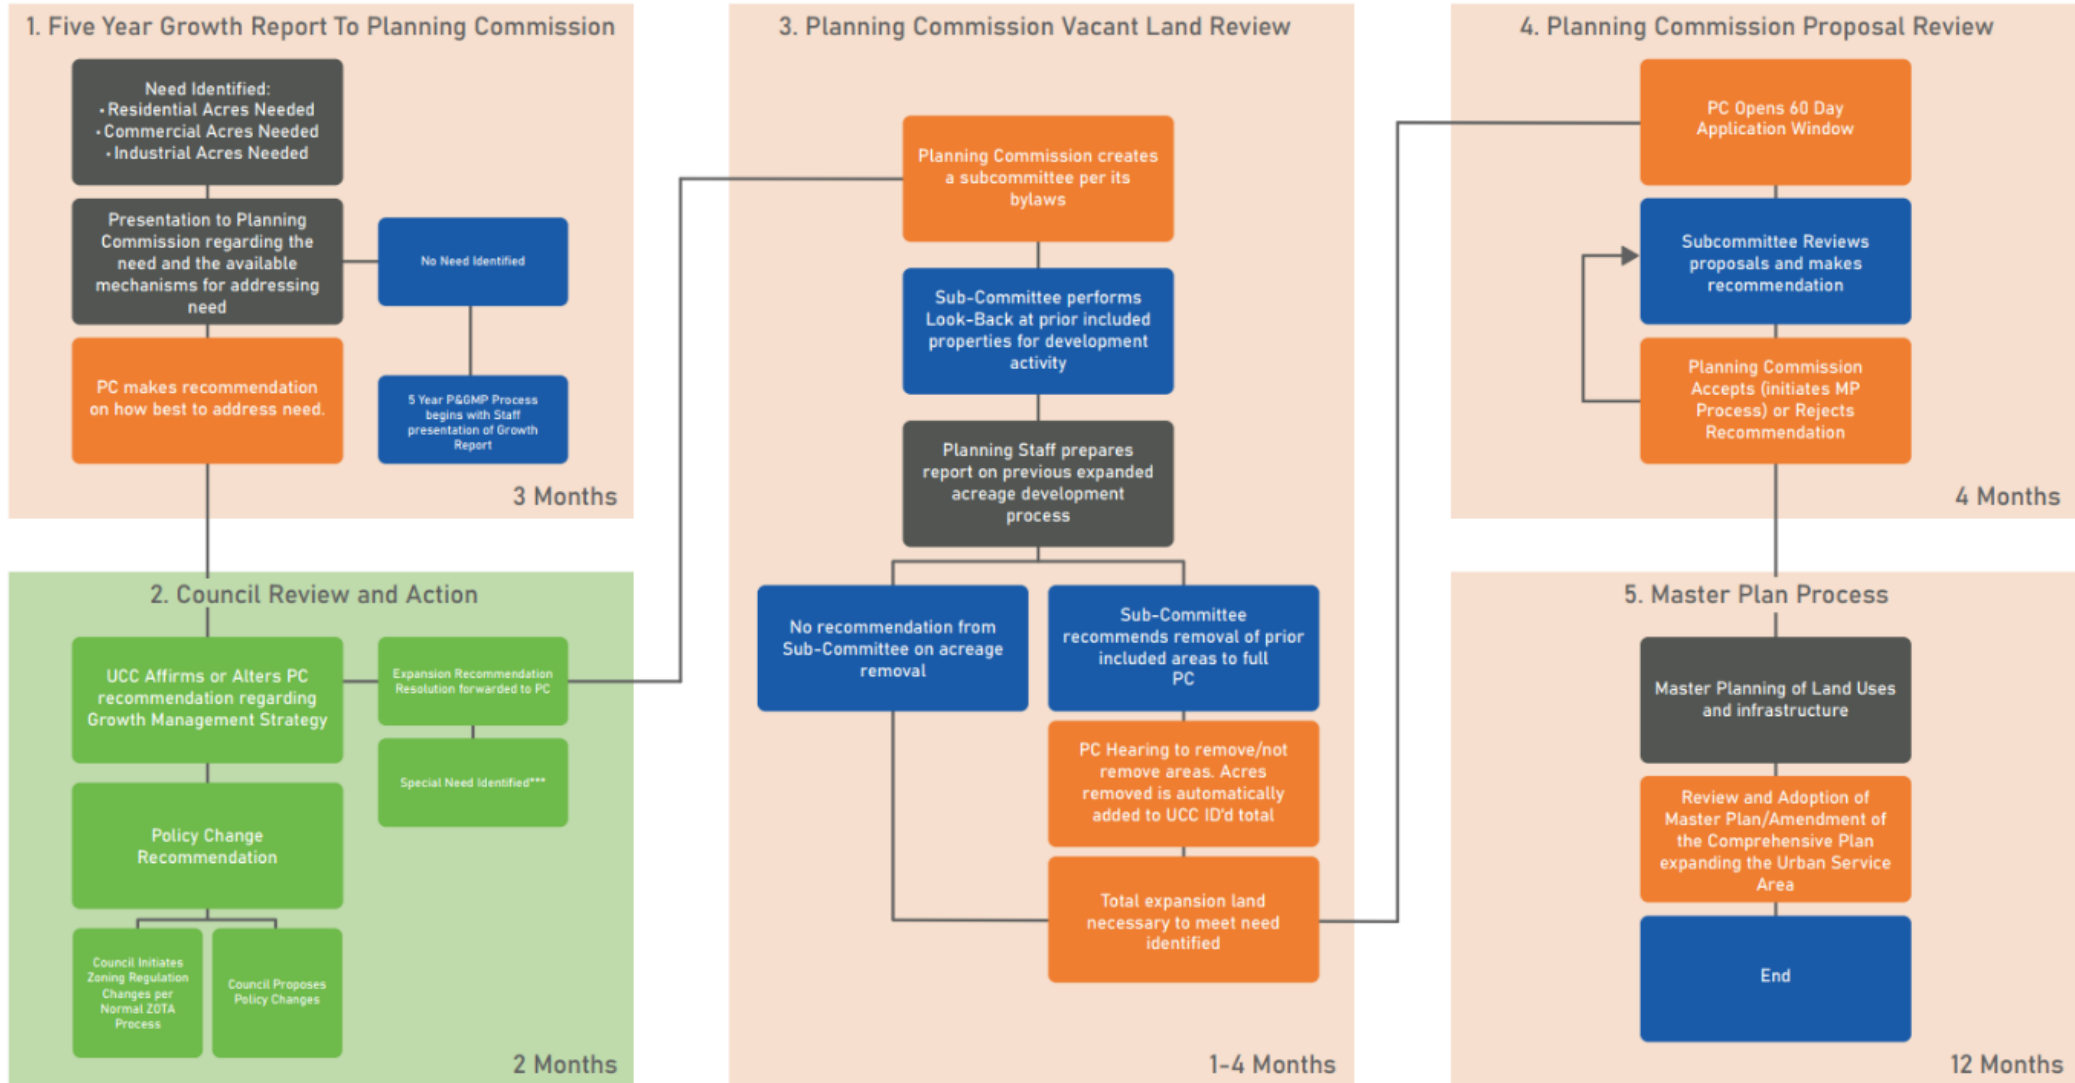 1. Five Year Growth Report To Planning Commission
Need Identified:
• Residential Acres Needed
• Commercial Acres Needed
• Industrial Acres Needed
Presentation to Planning
Commission regarding the
need and the available
mechanisms for addressing
need
No Need Identified
PC makes recommendation
on how best to address need.
5 Year P&GMP Process
begins with Staff
presentation of Growth
Report
3 Months
2. Council Review and Action
UCC Affirms or Alters PC
recommendation regarding
Growth Management Strategy
Expansion Recommendation
Resolution forwarded to PC
Special Need Identified***
Policy Change
Recommendation
Council Initiates
Zoning Regulation
Changes per
Normal ZOTA
Process
Council Proposes
Policy Changes
2 Months
3. Planning Commission Vacant Land Review
Planning Commission creates
a subcommittee per its
bylaws
Sub-Committee performs
Look-Back at prior included
properties for development
activity
Planning Staff prepares
report on previous expanded
acreage development
process
No recommendation from
Sub-Committee on acreage
removal
Sub-Committee
recommends removal of prior
included areas to full
PC
PC Hearing to remove/not
remove areas. Acres
removed is automatically
added to UCC ID'd total
Total expansion land
necessary to meet need
identified
1-4 Months
4. Planning Commission Proposal Review
PC Opens 60 Day
Application Window
Subcommittee Reviews
proposals and makes
recommendation
Planning Commission
Accepts (initiates MP
Process) or Rejects
Recommendation
4 Months
5. Master Plan Process
Master Planning of Land Uses
and infrastructure
Review and Adoption of
Master Plan/Amendment of
the Comprehensive Plan
expanding the Urban Service
Area
End
12 Months